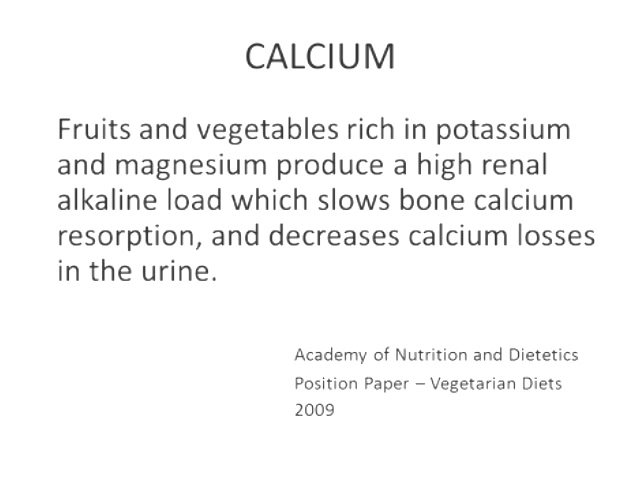 CALCIUM
Fruits and vegetables rich in potassium
and magnesium produce a high renal
alkaline load which slows bone calcium
resorption, and decreases calcium losses
in the urine.
Academy of Nutrition and Dietetics
Position Paper – Vegetarian Diets
2009